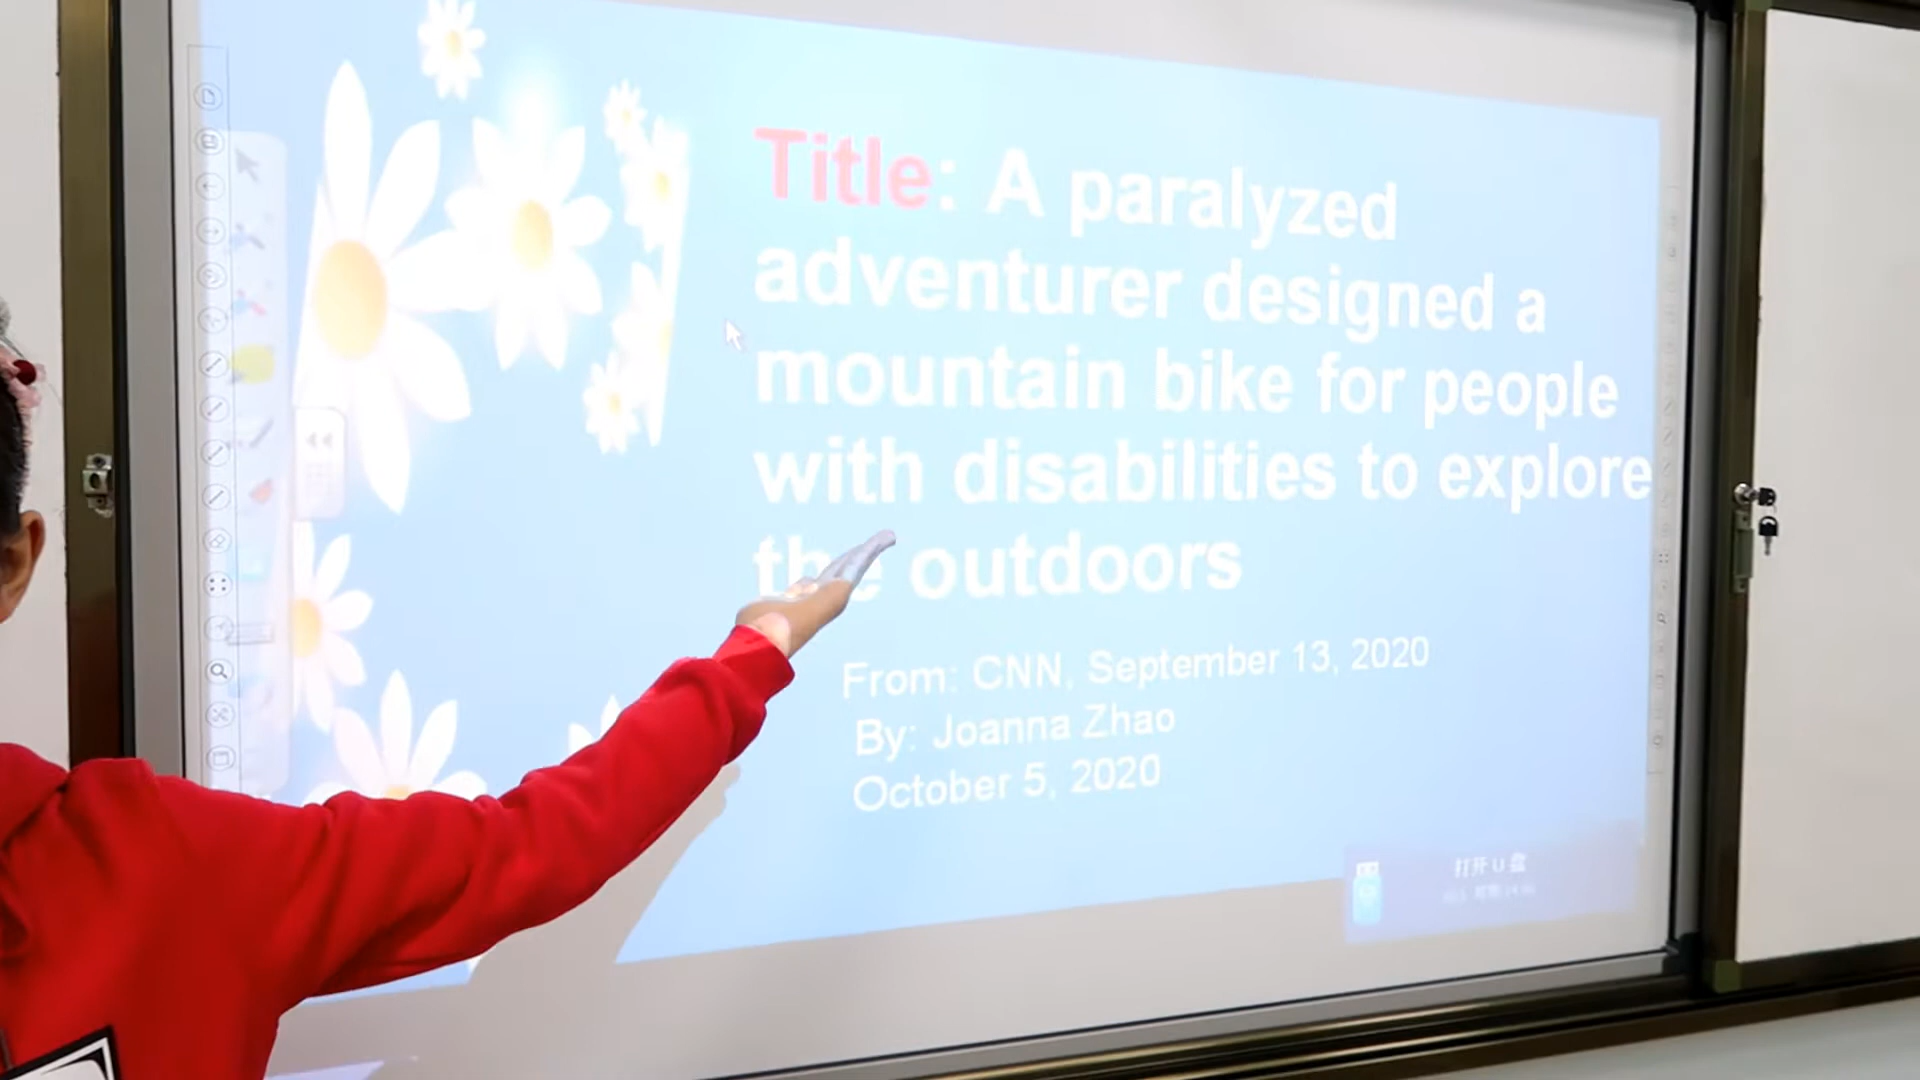 Title: A paralyzed
adventurer designed a
mountain bike for people
with disabilities to explore
the outdoors
From: CNN, September 13, 2020
By: Joanna Zhao
October 5, 2020
打开 U 盘